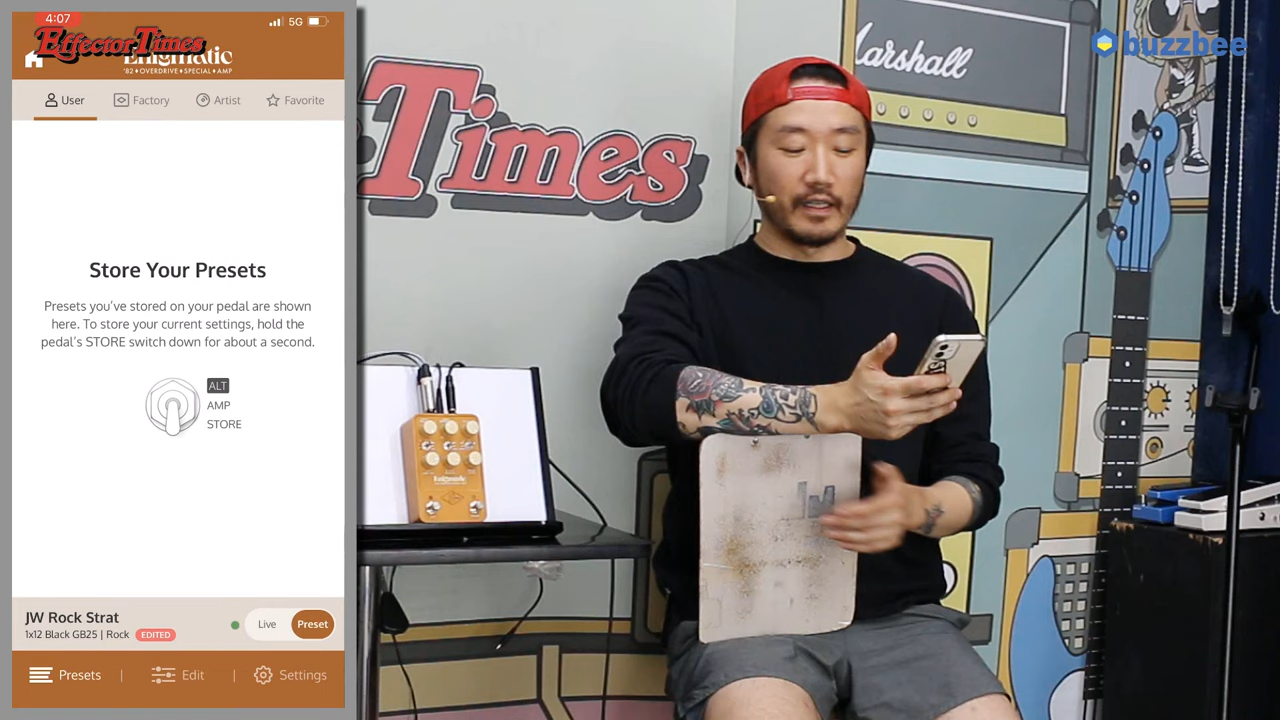 4:07
5G
EffectorTimes
Enigmatic
'82 ♦ OVERDRIVE ♦ SPECIAL ♦ AMP
User
Factory
Artist
Favorite
Store Your Presets
Presets you've stored on your pedal are shown
here. To store your current settings, hold the
pedal's STORE switch down for about a second.
ALT
AMP
STORE
JW Rock Strat
1x12 Black GB25 | Rock
EDITED
Live
Preset
Presets
Edit
Settings
Times
Marshall
buzzbee
Enigmatic